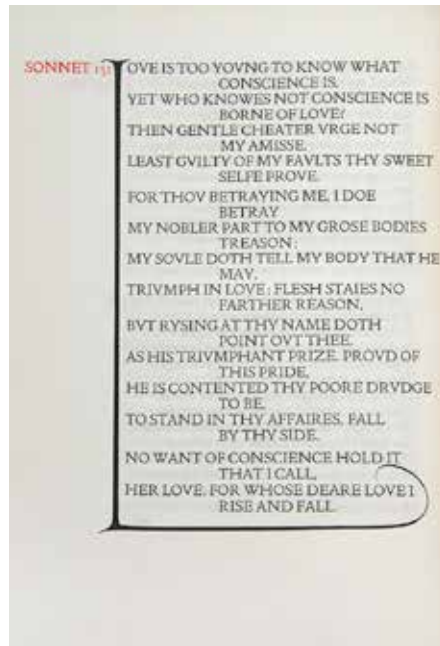 SONNET 151
LOVE IS TOO YOVNG TO KNOW WHAT
CONSCIENCE IS,
YET WHO KNOWES NOT CONSCIENCE IS
BORNE OF LOVE?
THEN GENTLE CHEATER VRGE NOT
MY AMISSE,
LEAST GVILTY OF MY FAVLTS THY SWEET
SELFE PROVE.
FOR THOV BETRAYING ME, I DOE
BETRAY
MY NOBLER PART TO MY GROSE BODIES
TREASON;
MY SOVLE DOTH TELL MY BODY THAT HE
MAY,
TRIVMPH IN LOVE; FLESH STAIES NO
FARTHER REASON,
BVT RYSING AT THY NAME DOTH
POINT OVT THEE,
AS HIS TRIVMPHANT PRIZE. PROVD OF
THIS PRIDE,
HE IS CONTENTED THY POORE DRVDGE
TO BE,
TO STAND IN THY AFFAIRES, FALL
BY THY SIDE.
NO WANT OF CONSCIENCE HOLD IT
THAT I CALL,
HER LOVE, FOR WHOSE DEARE LOVE I
RISE AND FALL.